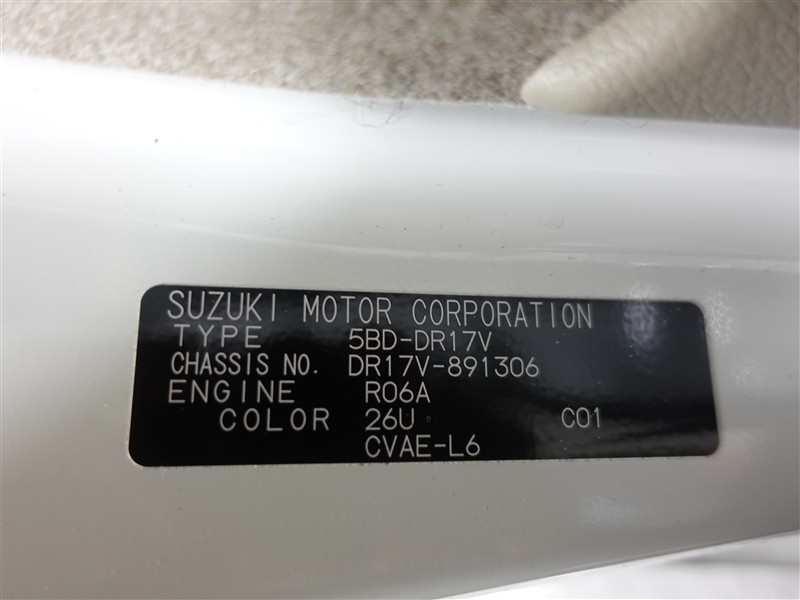 SUZUKI MOTOR CORPORATION
TYPE 5BD-DR17V
CHASSIS NO. DR17V-891306
ENGINE R06A
COLOR 26U C01
CVAE-L6